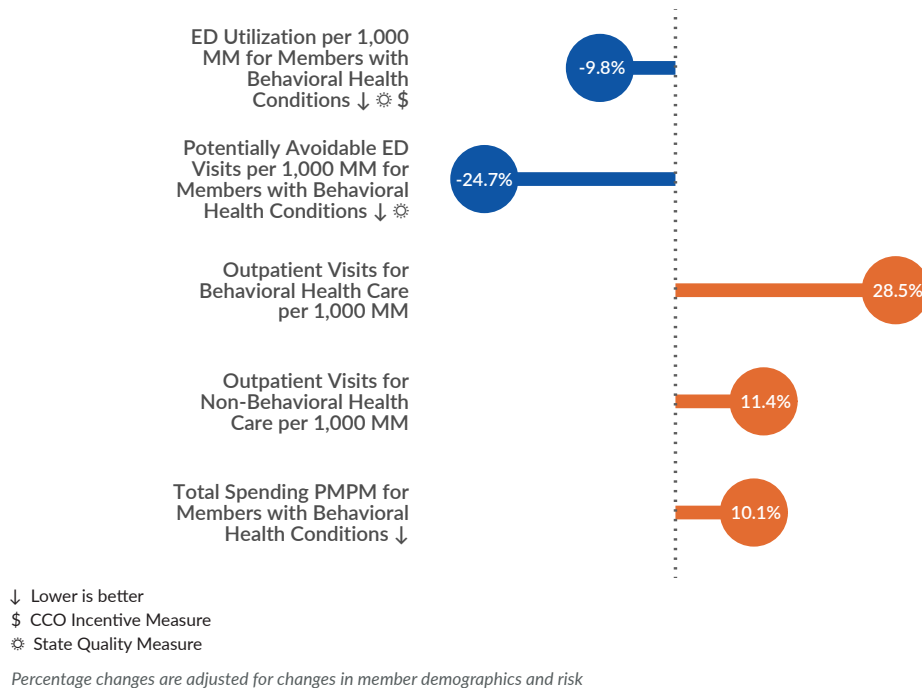 ED Utilization per 1,000
MM for Members with
Behavioral Health
Conditions ↓ ☼ $
-9.8%
Potentially Avoidable ED
Visits per 1,000 MM for
Members with Behavioral
Health Conditions ↓ ☼
-24.7%
Outpatient Visits for
Behavioral Health Care
per 1,000 MM
28.5%
Outpatient Visits for
Non-Behavioral Health
Care per 1,000 MM
11.4%
Total Spending PMPM for
Members with Behavioral
Health Conditions ↓
10.1%
↓ Lower is better
$ CCO Incentive Measure
☼ State Quality Measure
Percentage changes are adjusted for changes in member demographics and risk